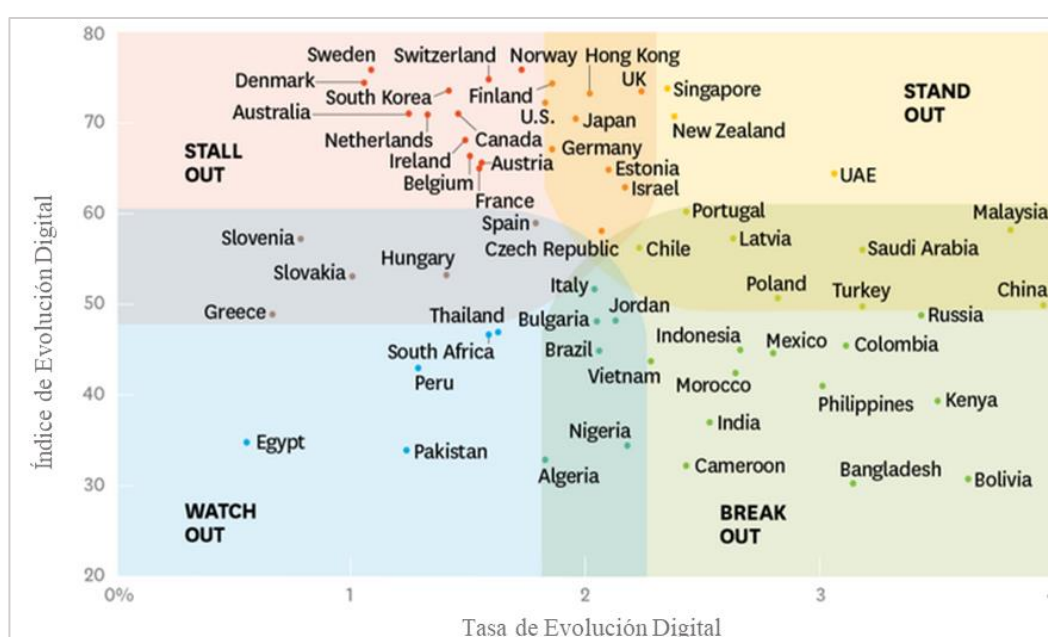 80
Sweden
Switzerland
Norway
Hong Kong
Denmark
South Korea
Finland
UK
Singapore
STAND
OUT
Australia
U.S.
Japan
New Zealand
70
Netherlands
Canada
Germany
STALL
OUT
Ireland
Austria
Estonia
UAE
Belgium
Israel
France
60
Spain
Portugal
Malaysia
Slovenia
Czech Republic
Chile
Latvia
Saudi Arabia
Hungary
Slovakia
Italy
Poland
Turkey
China
50
Greece
Thailand
Bulgaria
Jordan
Russia
South Africa
Brazil
Indonesia
Mexico
Colombia
Vietnam
Peru
Morocco
40
Philippines
Kenya
India
Nigeria
Egypt
Pakistan
Cameroon
Algeria
Bangladesh
Bolivia
30
WATCH
OUT
BREAK
OUT
20
0%
1
2
3
Índice de Evolución Digital
Tasa de Evolución Digital